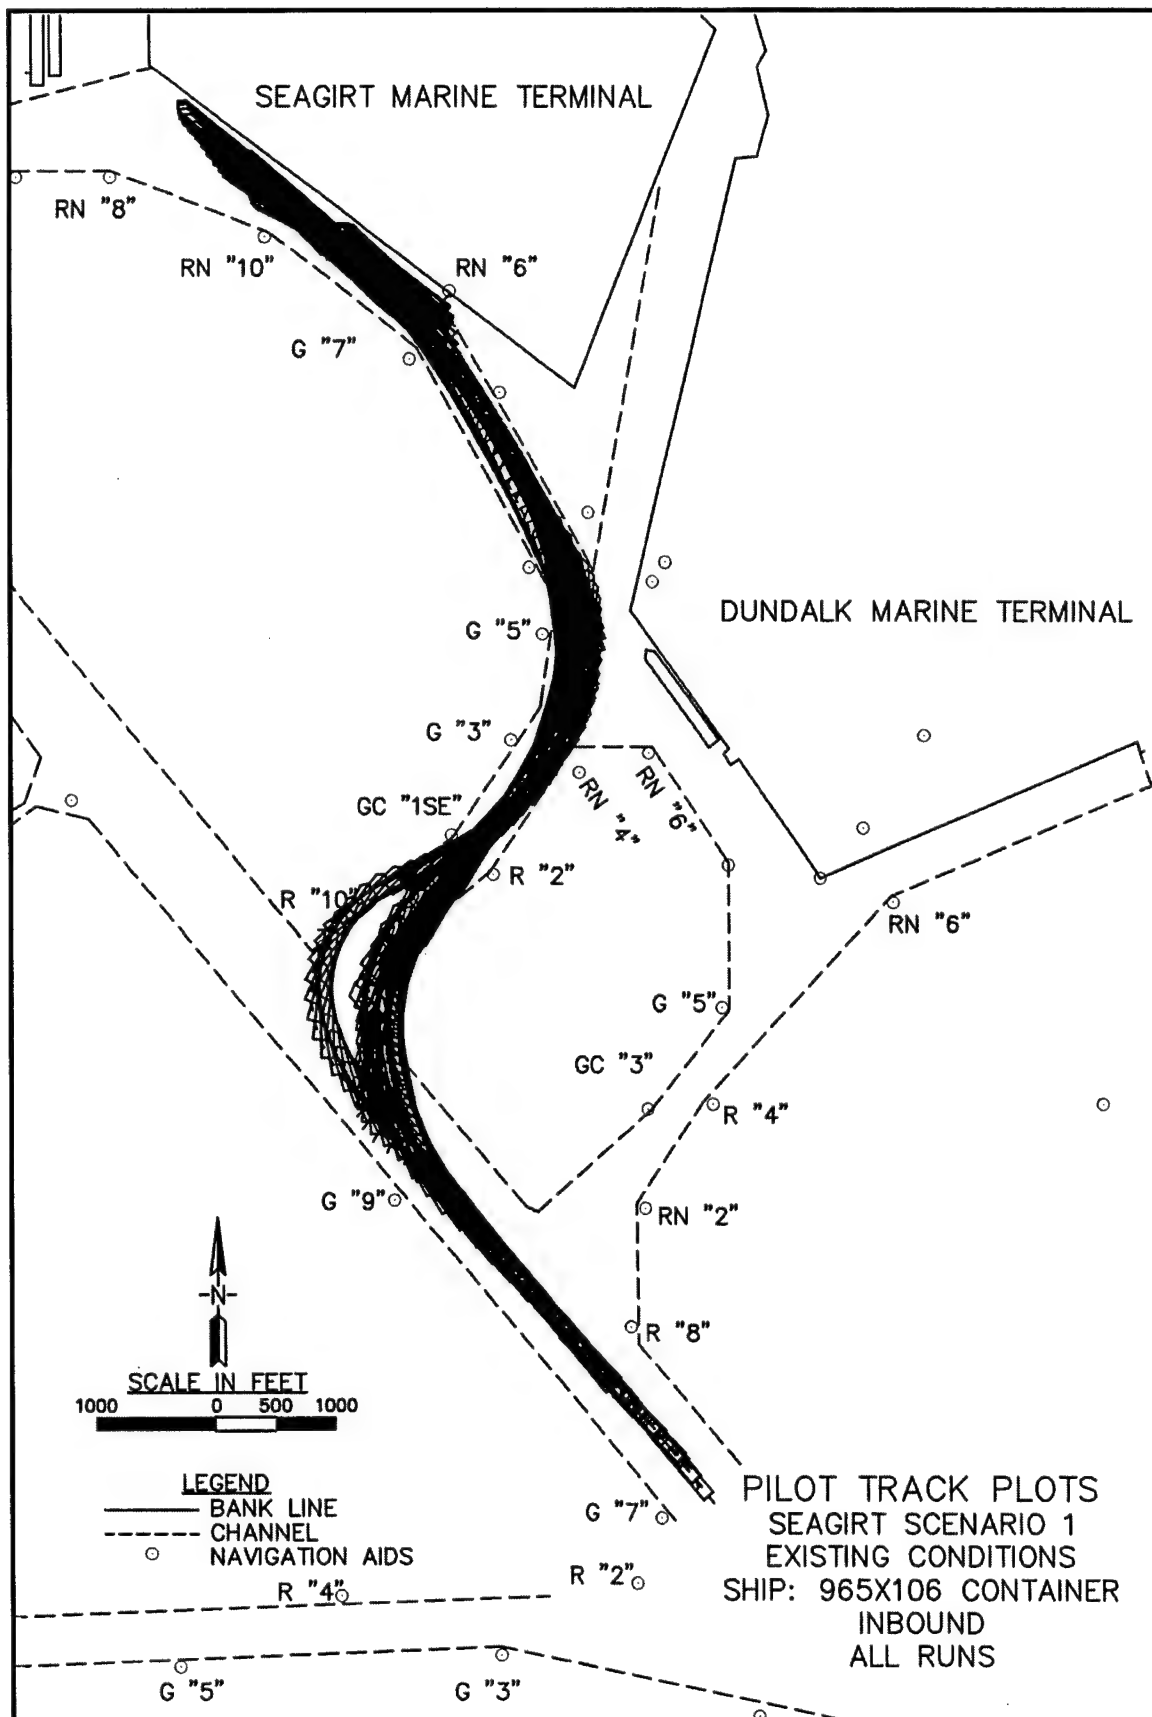 SEAGIRT MARINE TERMINAL
RN "8"
RN "10"
RN "6"
G "7"
G "5"
DUNDALK MARINE TERMINAL
G "3"
RN "4"
RN "6"
GC "1SE"
R "2"
R "10"
RN "6"
G "5"
GC "3"
R "4"
G "9"
RN "2"
-N-
R "8"
SCALE IN FEET
1000 0 500 1000
LEGEND
BANK LINE
CHANNEL
NAVIGATION AIDS
G "7"
R "2"
R "4"
G "5"
G "3"
PILOT TRACK PLOTS
SEAGIRT SCENARIO 1
EXISTING CONDITIONS
SHIP: 965X106 CONTAINER
INBOUND
ALL RUNS